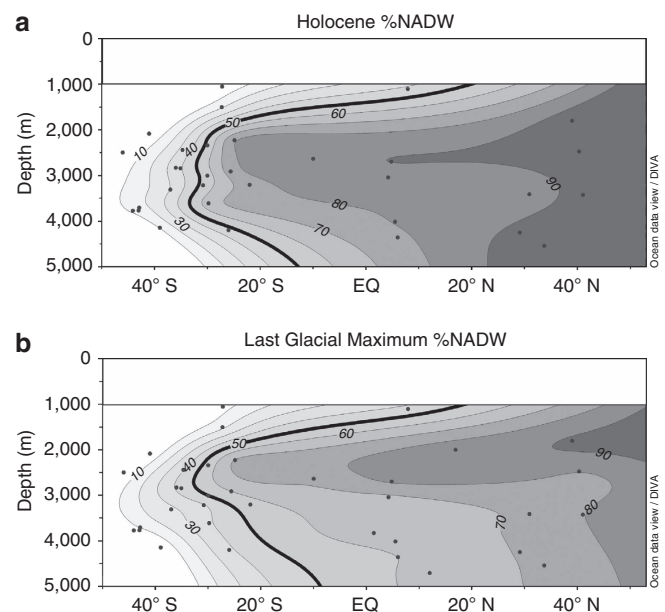 a
Holocene %NADW
0
1,000
2,000
3,000
4,000
5,000
Depth (m)
10
30
40
50
60
70
80
90
40° S
20° S
EQ
20° N
40° N
Ocean data view / DIVA
b
Last Glacial Maximum %NADW
0
1,000
2,000
3,000
4,000
5,000
Depth (m)
10
30
40
50
60
70
80
90
40° S
20° S
EQ
20° N
40° N
Ocean data view / DIVA